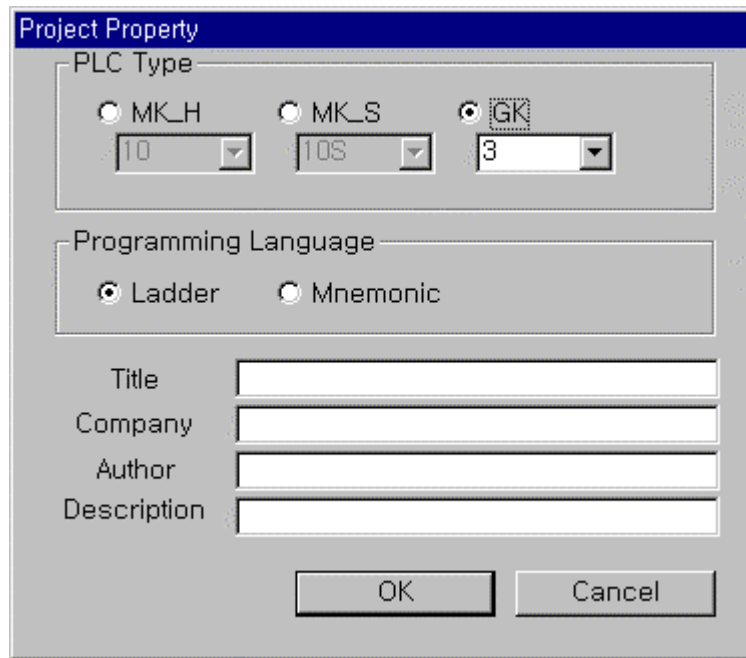 Project Property
PLC Type
MK_H MK_S GK
10 10S 3
Programming Language
Ladder Mnemonic
Title
Company
Author
Description
OK Cancel